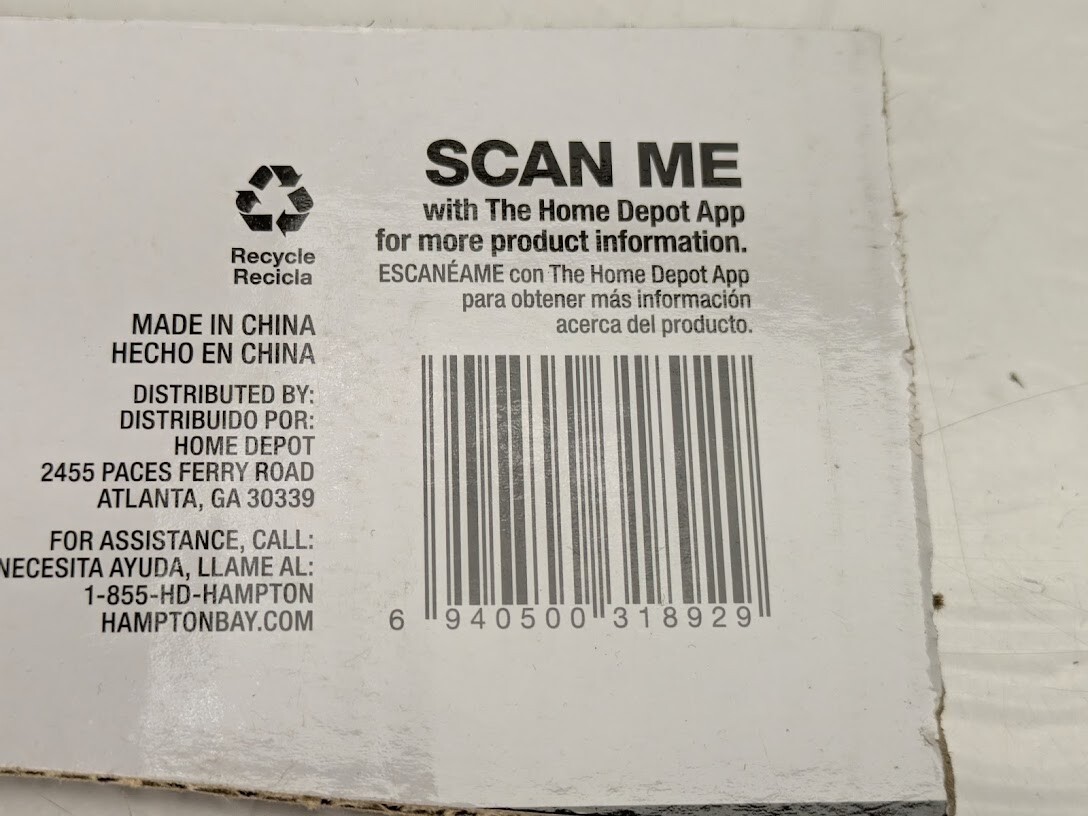 SCAN ME
with The Home Depot App
for more product information.
ESCANÉAME con The Home Depot App
para obtener más información
acerca del producto.
Recycle
Recicla
MADE IN CHINA
HECHO EN CHINA
DISTRIBUTED BY:
DISTRIBUIDO POR:
HOME DEPOT
2455 PACES FERRY ROAD
ATLANTA, GA 30339
FOR ASSISTANCE, CALL:
NECESITA AYUDA, LLAME AL:
1-855-HD-HAMPTON
HAMPTONBAY.COM
6 940500 318929